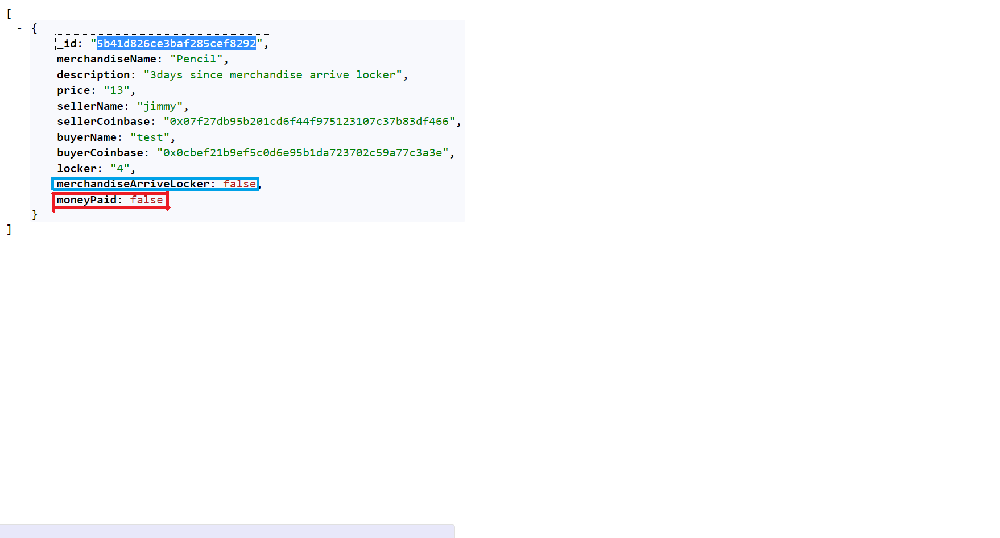 [
- {
_id: "5b41d826ce3baf285cef8292",
merchandiseName: "Pencil",
description: "3days since merchandise arrive locker",
price: "13",
sellerName: "jimmy",
sellerCoinbase: "0x07f27db95b201cd6f44f975123107c37b83df466",
buyerName: "test",
buyerCoinbase: "0x0cbef21b9ef5c0d6e95b1da723702c59a77c3a3e",
locker: "4",
merchandiseArriveLocker: false,
moneyPaid: false
}
]